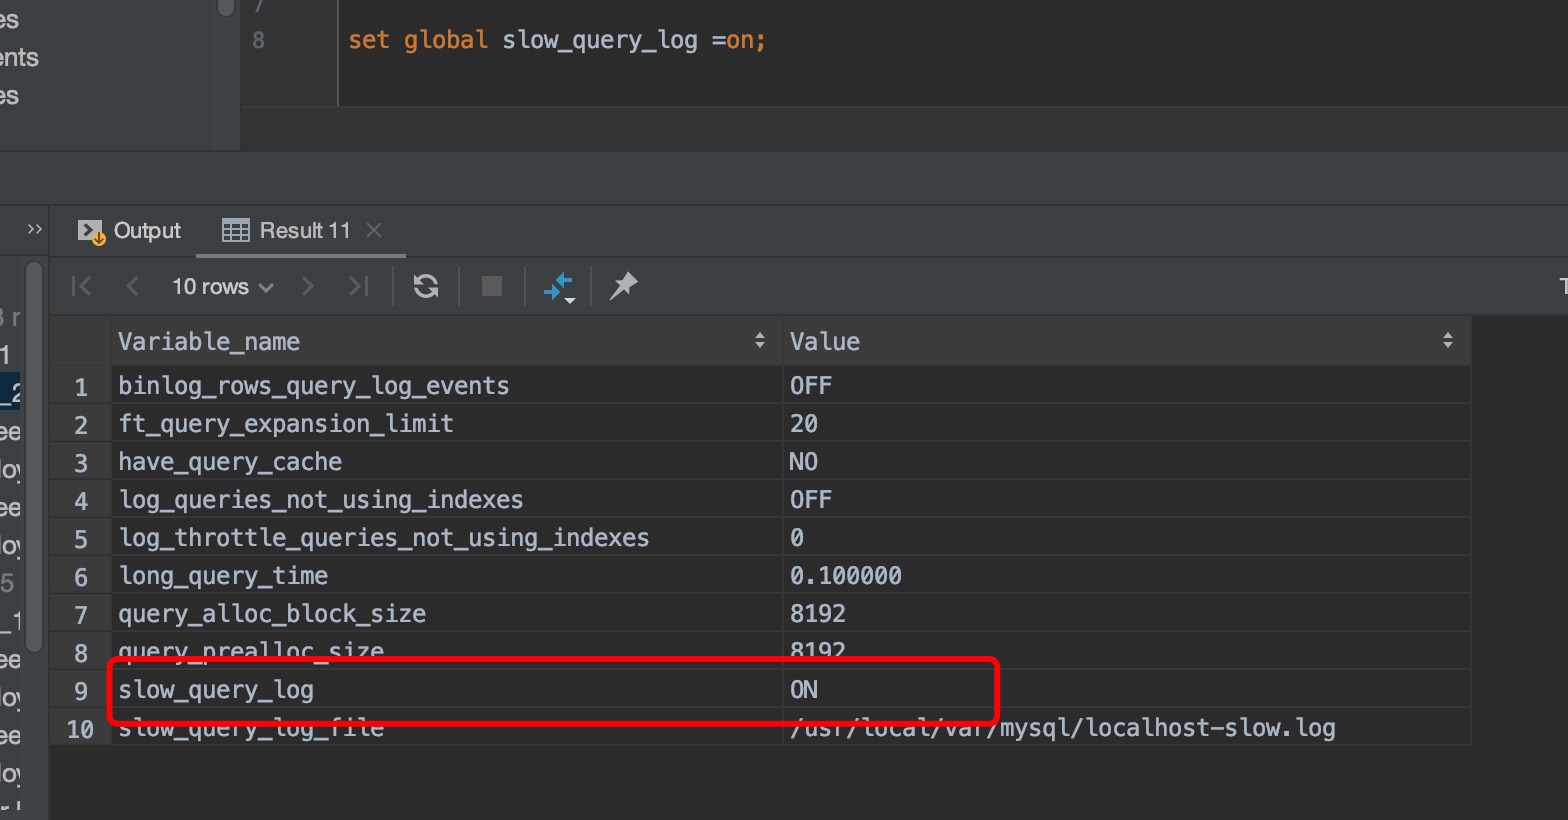 7
8 set global slow_query_log =on;
es
ents
es
Output Result 11
10 rows
Variable_name Value
1 binlog_rows_query_log_events OFF
2 ft_query_expansion_limit 20
3 have_query_cache NO
4 log_queries_not_using_indexes OFF
5 log_throttle_queries_not_using_indexes 0
6 long_query_time 0.100000
7 query_alloc_block_size 8192
8 query_prealloc_size 8192
9 slow_query_log ON
10 slow_query_log_file /usr/local/var/mysql/localhost-slow.log